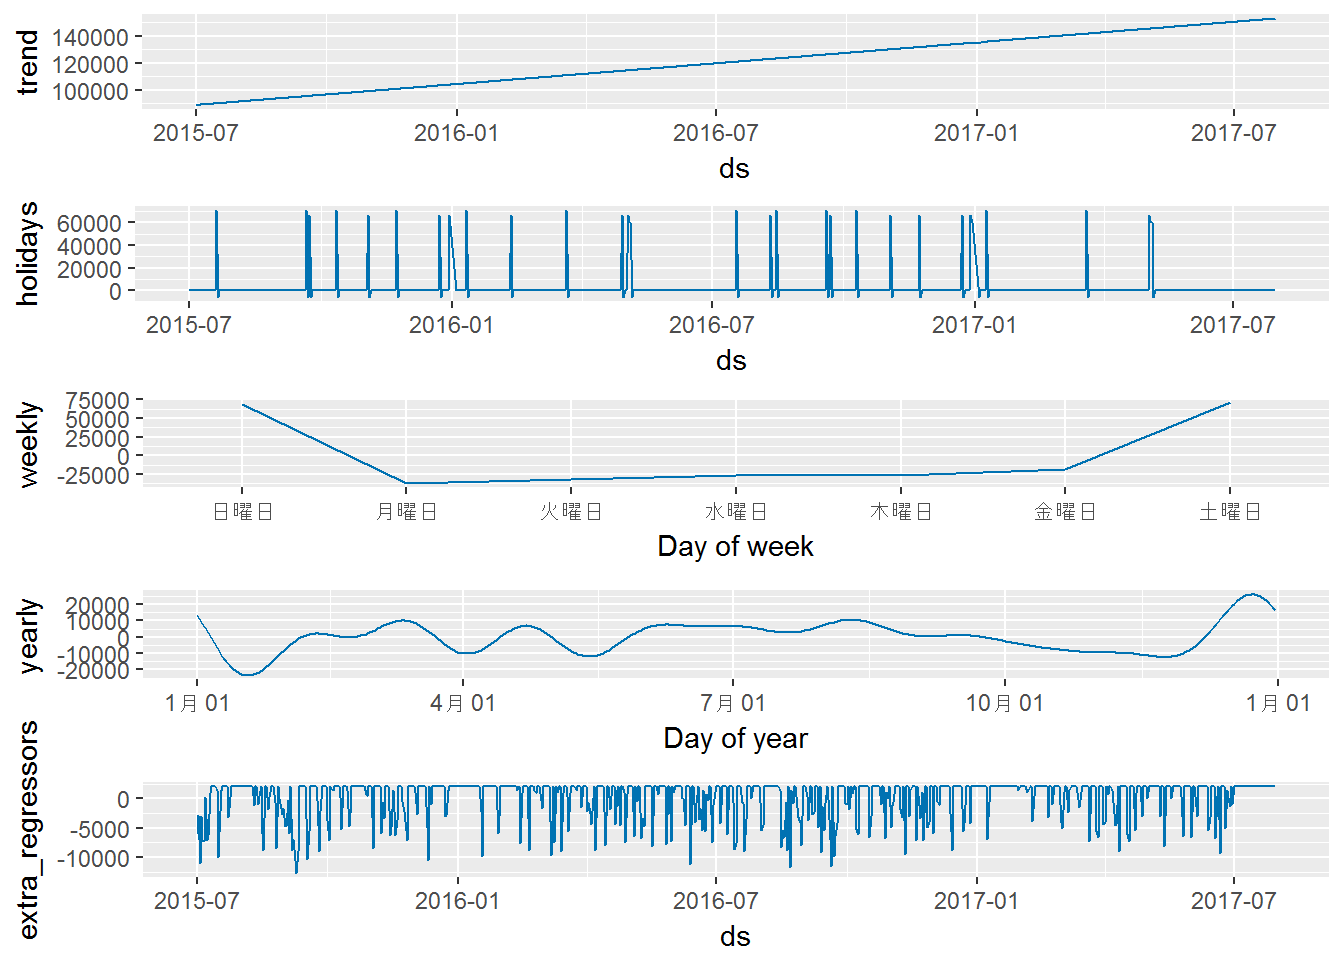 trend
140000
120000
100000
2015-07 2016-01 2016-07 2017-01 2017-07
ds
holidays
60000
40000
20000
0
2015-07 2016-01 2016-07 2017-01 2017-07
ds
weekly
75000
50000
25000
0
-25000
日曜日 月曜日 火曜日 水曜日 木曜日 金曜日 土曜日
Day of week
yearly
20000
10000
0
-10000
-20000
1月 01 4月 01 7月 01 10月 01 1月 01
Day of year
extra_regressors
0
-5000
-10000
2015-07 2016-01 2016-07 2017-01 2017-07
ds